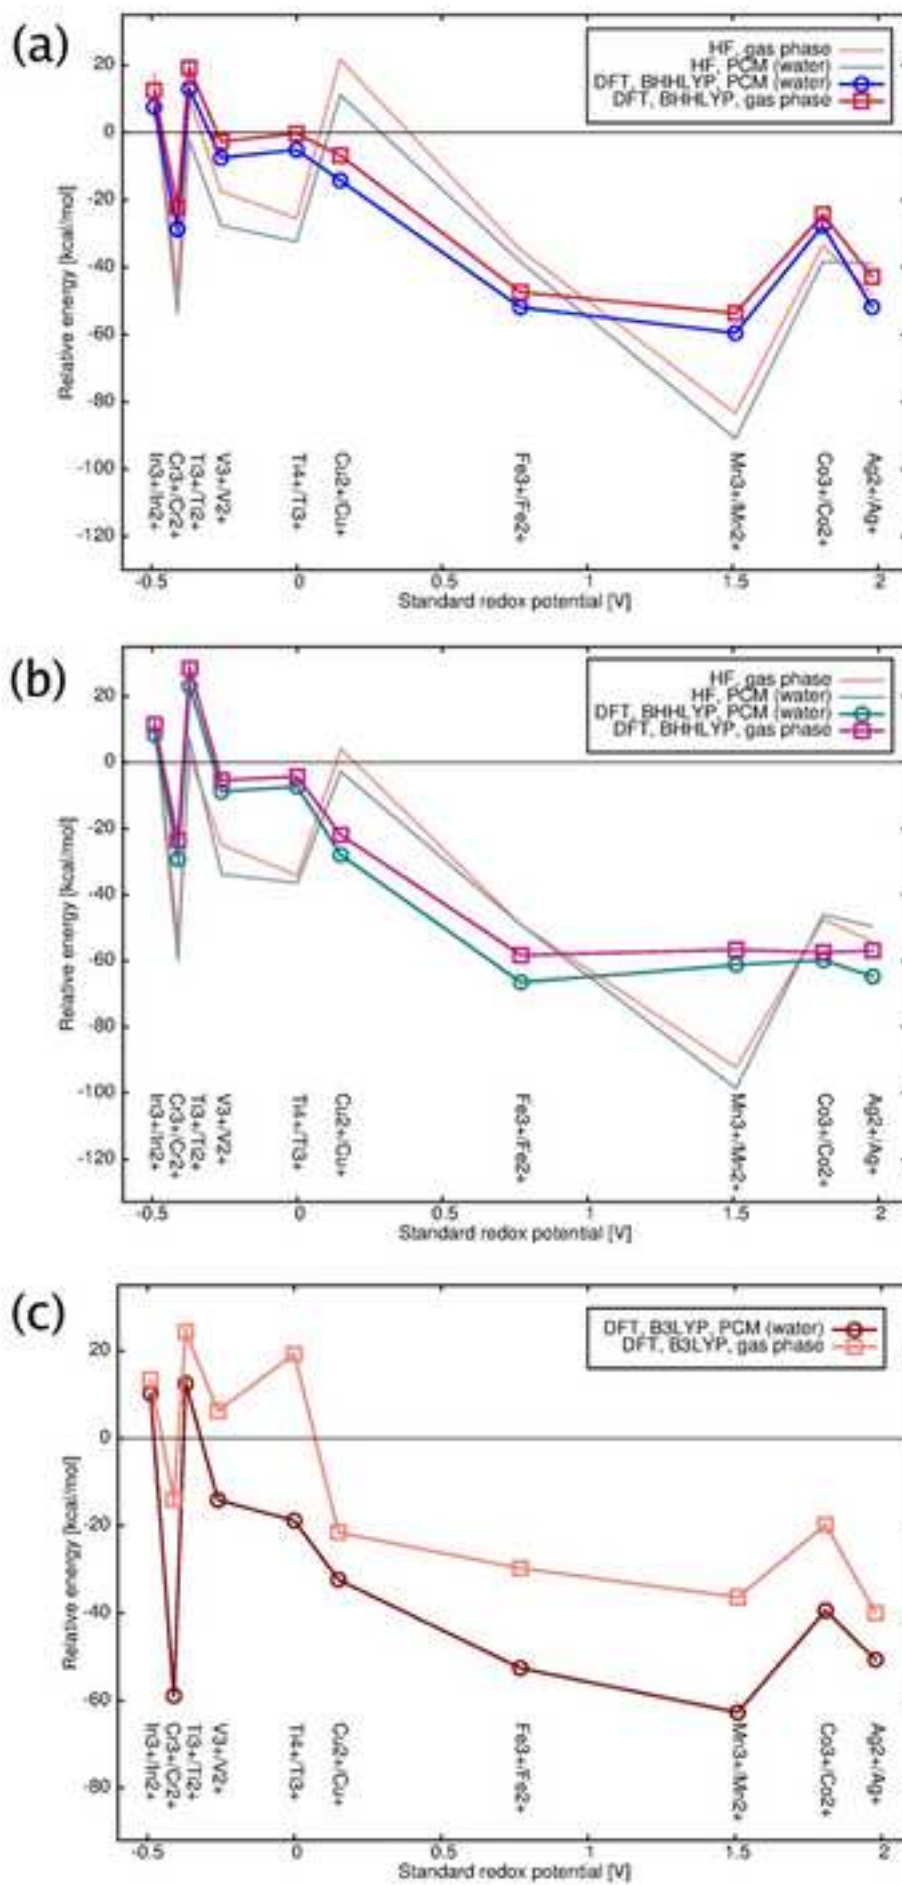 (a)
HF, gas phase
HF, PCM (water)
DFT, BHHLYP, PCM (water)
DFT, BHHLYP, gas phase
Relative energy [kcal/mol]
20
0
-20
-40
-60
-80
-100
-120
In3+/In2+
Cr3+/Cr2+
Ti3+/Ti2+
V3+/V2+
Ti4+/Ti3+
Cu2+/Cu+
Fe3+/Fe2+
Mn3+/Mn2+
Co3+/Co2+
Ag2+/Ag+
-0.5 0 0.5 1 1.5 2
Standard redox potential [V]
(b)
HF, gas phase
HF, PCM (water)
DFT, BHHLYP, PCM (water)
DFT, BHHLYP, gas phase
Relative energy [kcal/mol]
20
0
-20
-40
-60
-80
-100
-120
In3+/In2+
Cr3+/Cr2+
Ti3+/Ti2+
V3+/V2+
Ti4+/Ti3+
Cu2+/Cu+
Fe3+/Fe2+
Mn3+/Mn2+
Co3+/Co2+
Ag2+/Ag+
-0.5 0 0.5 1 1.5 2
Standard redox potential [V]
(c)
DFT, B3LYP, PCM (water)
DFT, B3LYP, gas phase
Relative energy [kcal/mol]
20
0
-20
-40
-60
-80
In3+/In2+
Cr3+/Cr2+
Ti3+/Ti2+
V3+/V2+
Ti4+/Ti3+
Cu2+/Cu+
Fe3+/Fe2+
Mn3+/Mn2+
Co3+/Co2+
Ag2+/Ag+
-0.5 0 0.5 1 1.5 2
Standard redox potential [V]